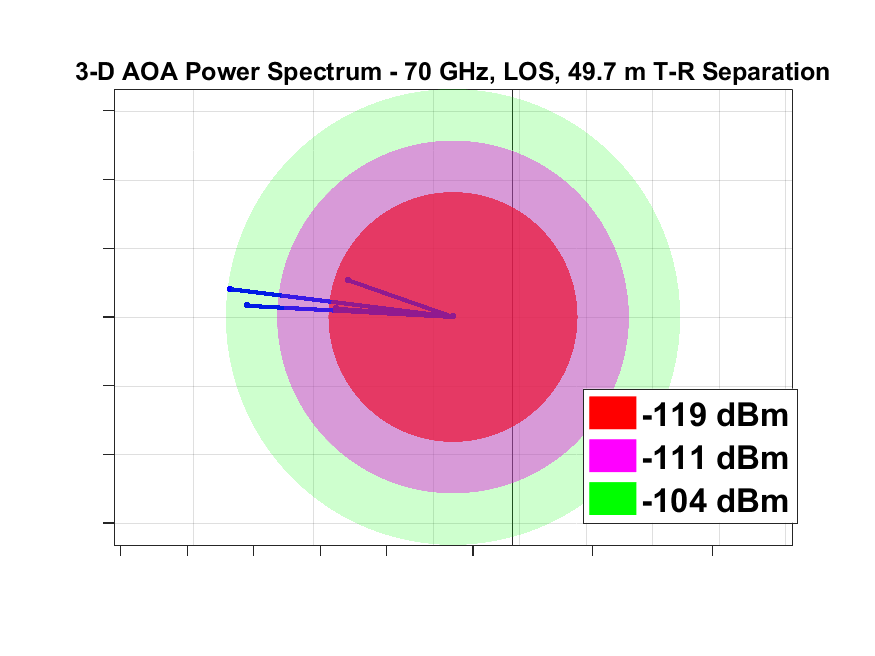 3-D AOA Power Spectrum - 70 GHz, LOS, 49.7 m T-R Separation
-119 dBm
-111 dBm
-104 dBm